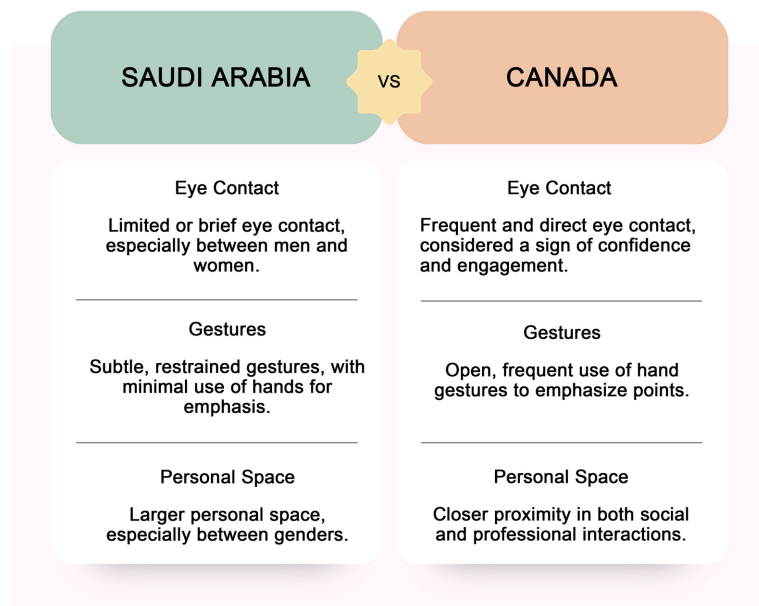 SAUDI ARABIA
vs
CANADA
Eye Contact
Limited or brief eye contact,
especially between men and
women.
Gestures
Subtle, restrained gestures, with
minimal use of hands for
emphasis.
Personal Space
Larger personal space,
especially between genders.
Eye Contact
Frequent and direct eye contact,
considered a sign of confidence
and engagement.
Gestures
Open, frequent use of hand
gestures to emphasize points.
Personal Space
Closer proximity in both social
and professional interactions.